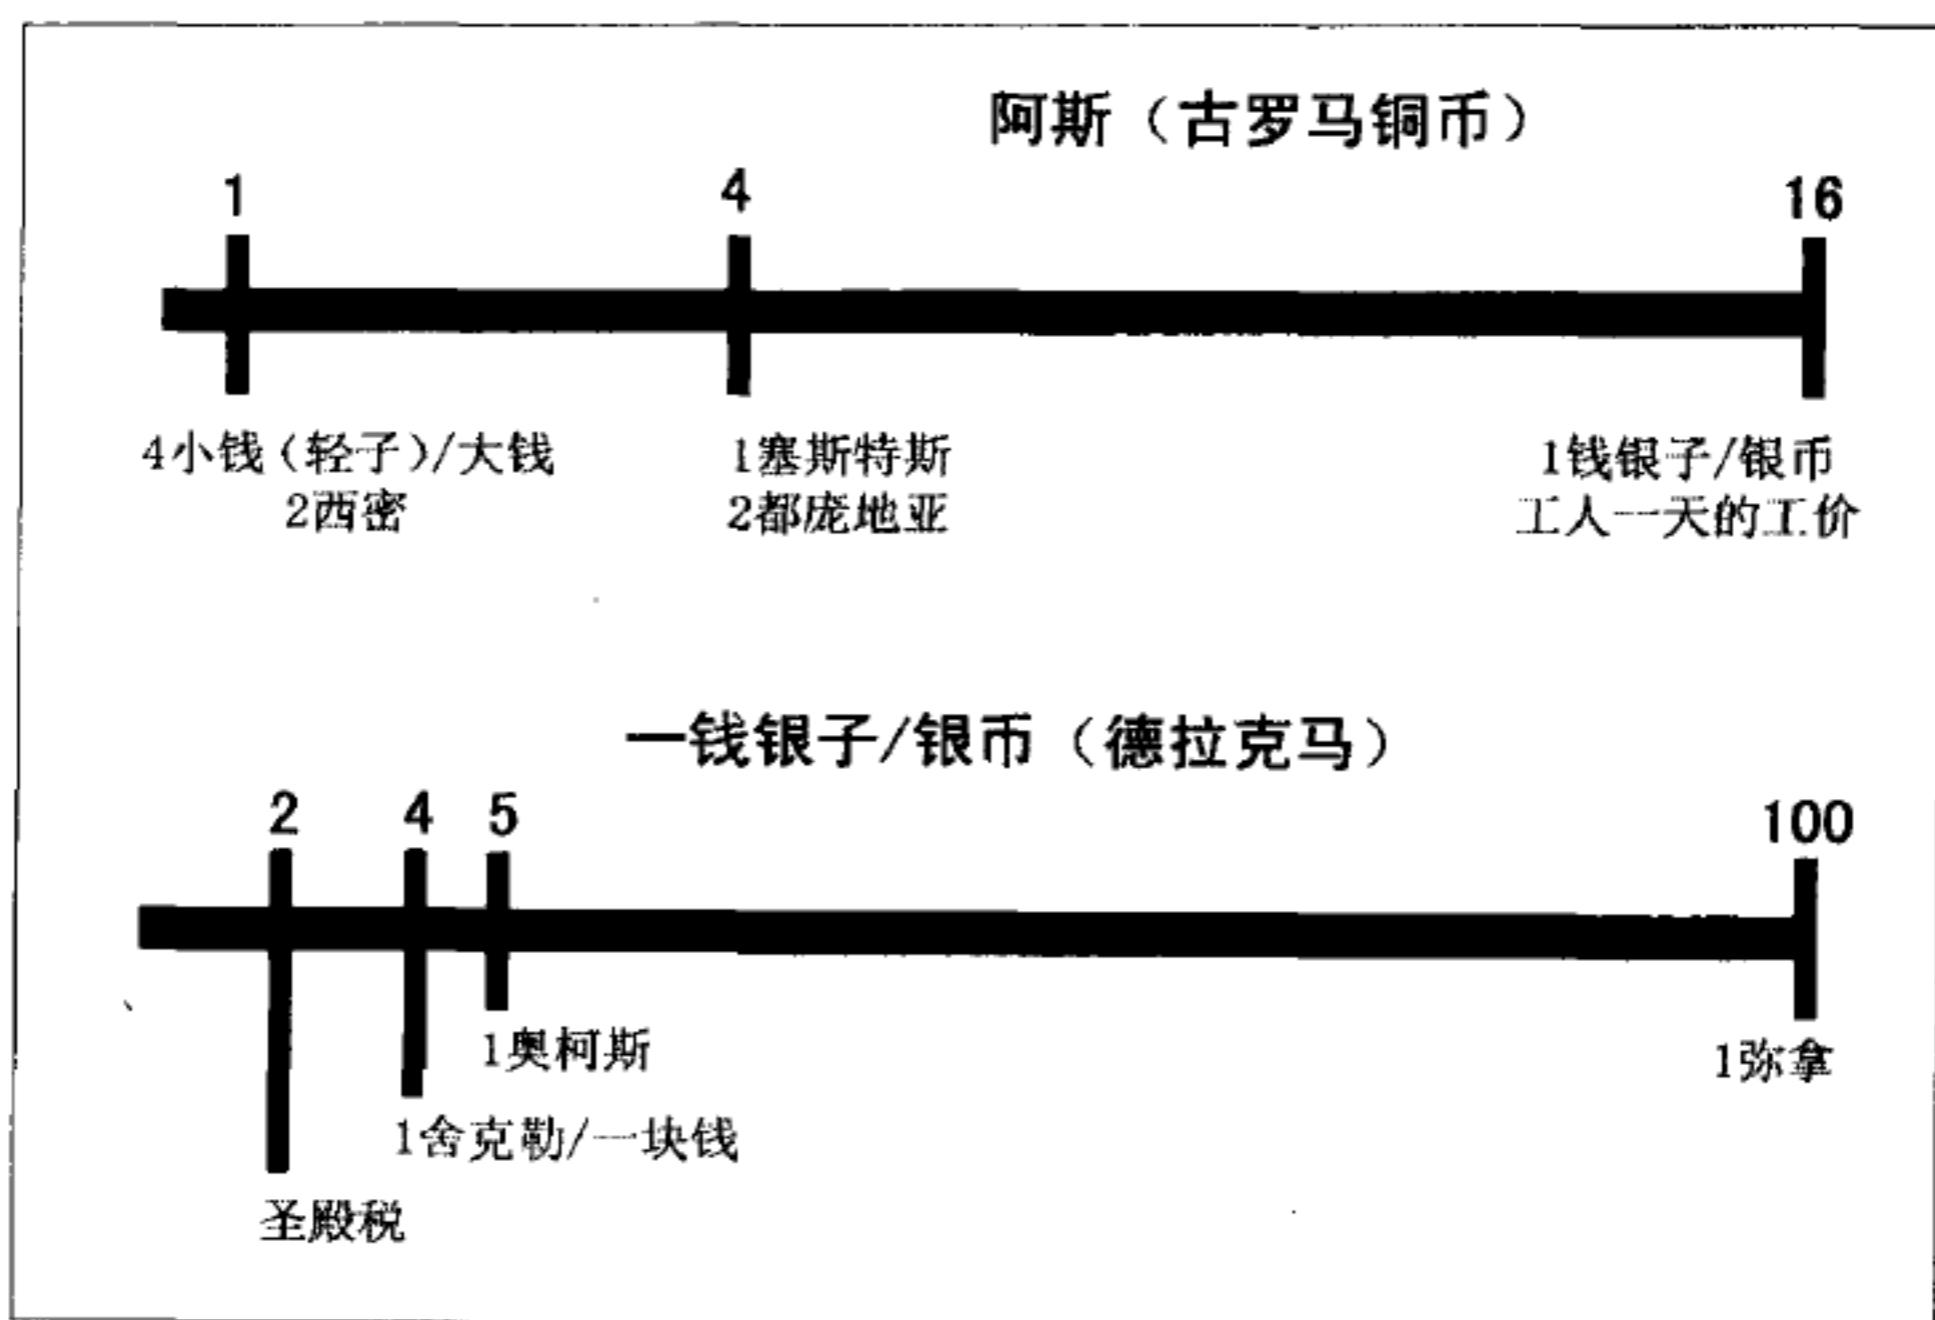 阿斯（古罗马铜币）
1 4 16
4小钱（轻子）/大钱 1塞斯特斯 1钱银子/银币
2西密 2都庞地亚 工人一天的工价
一钱银子/银币（德拉克马）
2 4 5 100
1奥柯斯 1弥拿
1舍克勒/一块钱
圣殿税